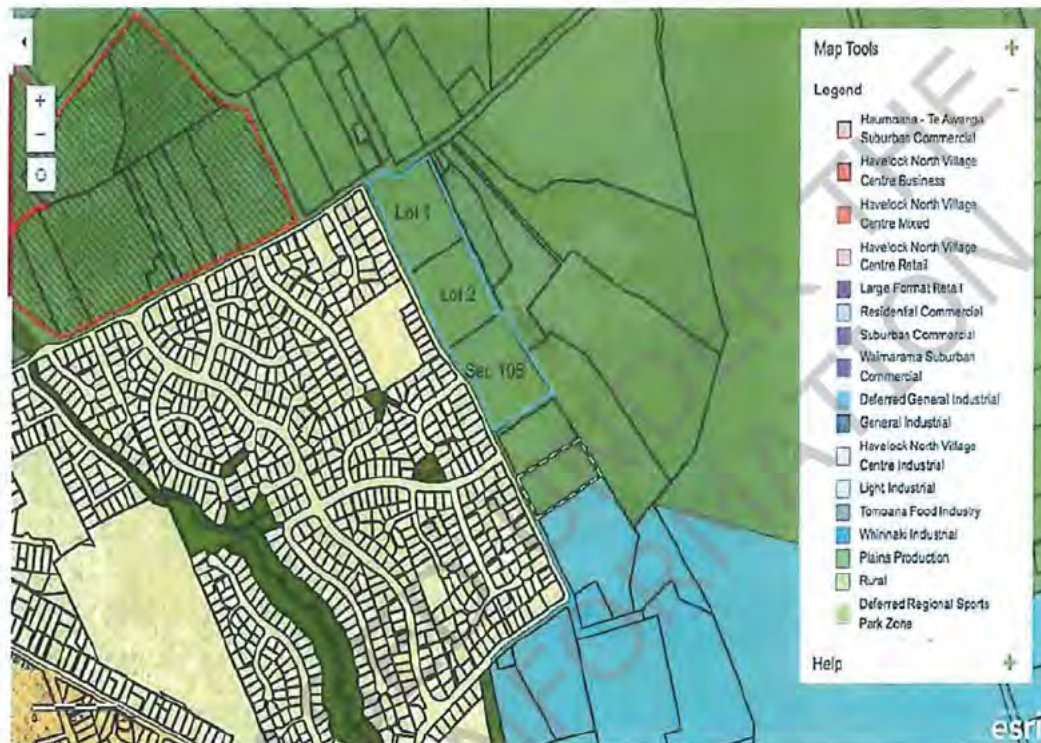 Lot 1
Lot 2
Sec 195
Map Tools
Legend
Haumoana - Te Awanga
Suburban Commercial
Havelock North Village
Centre Business
Havelock North Village
Centre Mixed
Havelock North Village
Centre Retail
Large Format Retail
Residential Commercial
Suburban Commercial
Waimarama Suburban
Commercial
Deferred General Industrial
General Industrial
Havelock North Village
Centre Industrial
Light Industrial
Tomoana Food Industry
Whirinaki Industrial
Plains Production
Rural
Deferred Regional Sports
Park Zone
Help
esri